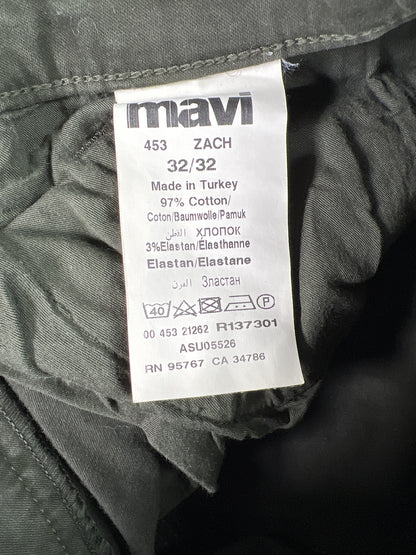 mavi
453 ZACH
32/32
Made in Turkey
97% Cotton/
Coton/Baumwolle/Pamuk
القطن ХЛОПОК
3%Elastan/Élasthanne
Elastan/Elastane
Эластан
40 P
00 453 21262 R137301
ASU05526
RN 95767 CA 34786